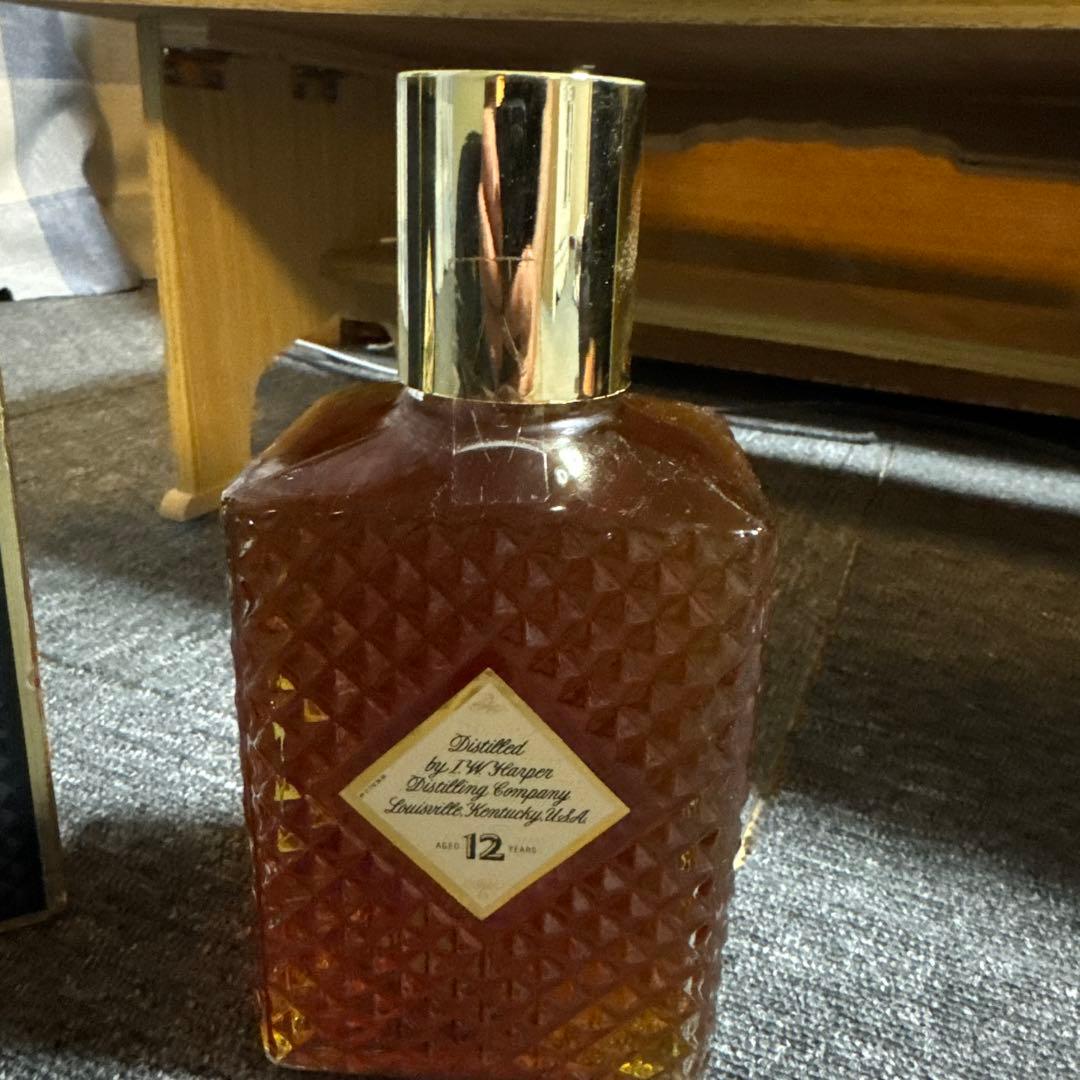 Distilled
by I.W. Harper
Distilling Company
Louisville, Kentucky, U.S.A.
AGED 12 YEARS